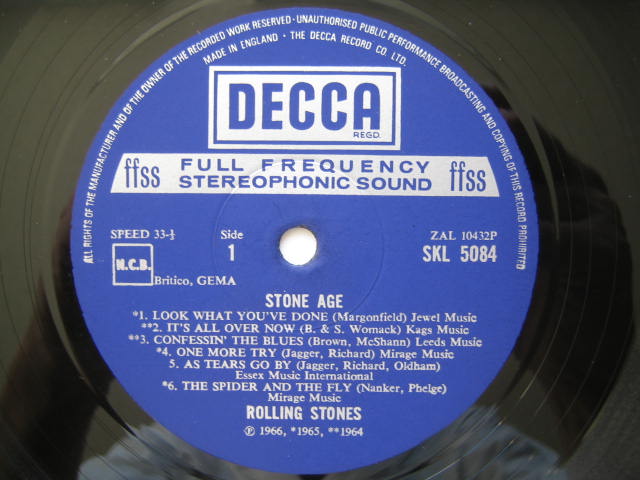 ALL RIGHTS OF THE MANUFACTURER AND OF THE OWNER OF THE RECORDED WORK RESERVED · UNAUTHORISED PUBLIC PERFORMANCE BROADCASTING AND COPYING OF THIS RECORD PROHIBITED
MADE IN ENGLAND · THE DECCA RECORD CO. LTD.
DECCA
REGD.
ffss FULL FREQUENCY ffss
STEREOPHONIC SOUND
SPEED 33-⅓ Side ZAL 10432P
1 SKL 5084
N.C.B. Britico, GEMA
STONE AGE
*1. LOOK WHAT YOU'VE DONE (Margonfield) Jewel Music
**2. IT'S ALL OVER NOW (B. & S. Womack) Kags Music
**3. CONFESSIN' THE BLUES (Brown, McShann) Leeds Music
*4. ONE MORE TRY (Jagger, Richard) Mirage Music
5. AS TEARS GO BY (Jagger, Richard, Oldham)
Essex Music International
*6. THE SPIDER AND THE FLY (Nanker, Phelge)
Mirage Music
ROLLING STONES
℗ 1966, *1965, **1964